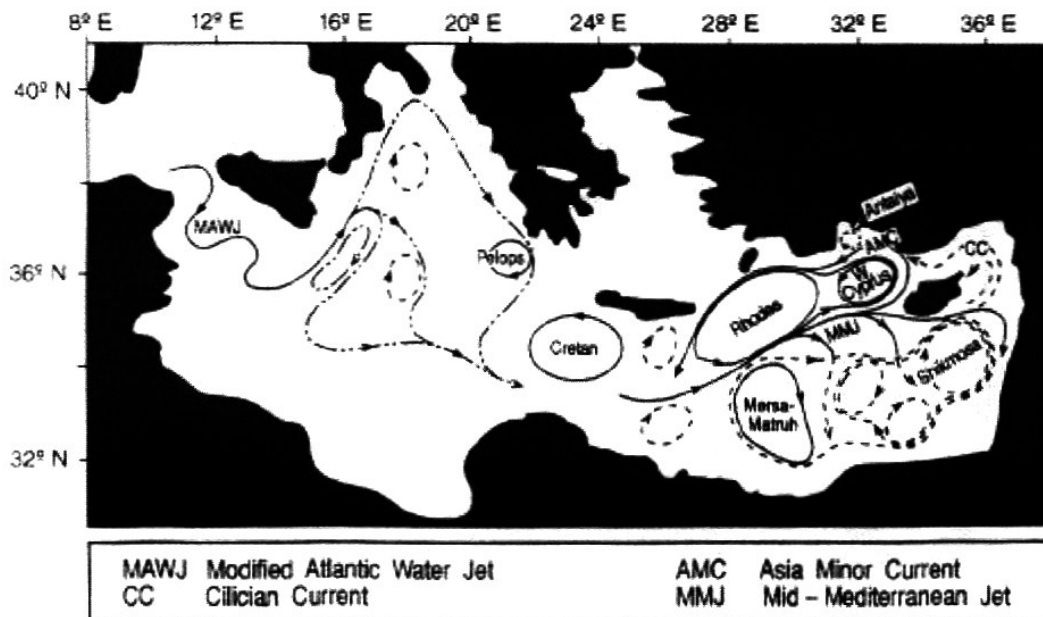 8º E 12º E 16º E 20º E 24º E 28º E 32º E 36º E
40º N
Antalya
MAWJ
AMC
CC
Pelops
36º N
W
Cyprus
Rhodes
MMJ
Cretan
Shikmosa
Mersa-
Matruh
32º N
MAWJ Modified Atlantic Water Jet AMC Asia Minor Current
CC Cilician Current MMJ Mid – Mediterranean Jet